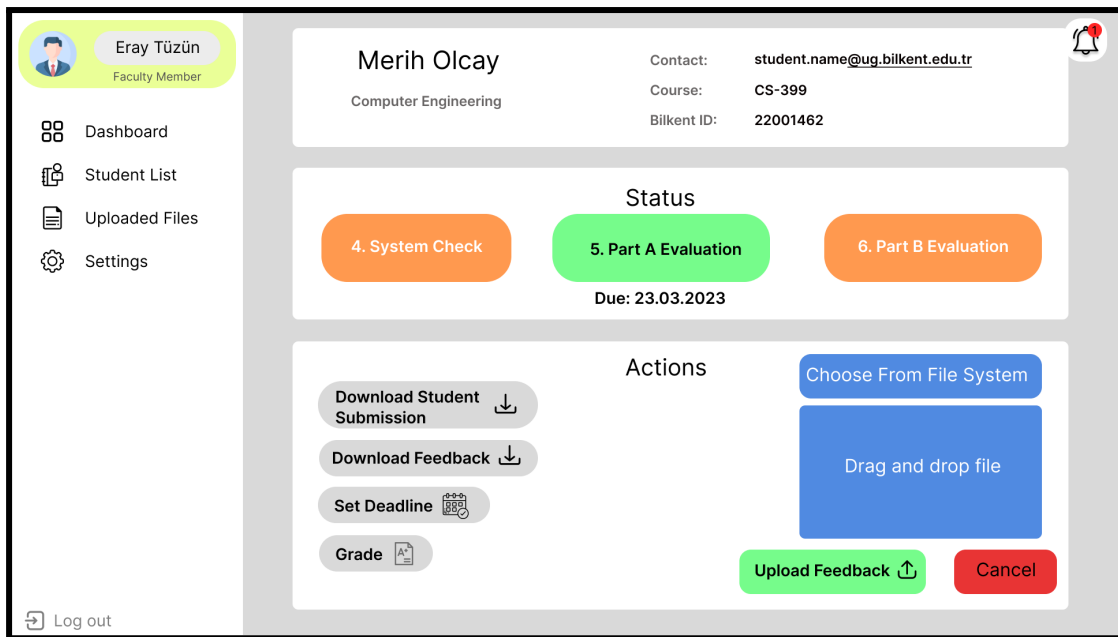 Eray Tüzün
Faculty Member
Dashboard
Student List
Uploaded Files
Settings
Log out
1
Merih Olcay
Computer Engineering
Contact: student.name@ug.bilkent.edu.tr
Course: CS-399
Bilkent ID: 22001462
Status
4. System Check
5. Part A Evaluation
6. Part B Evaluation
Due: 23.03.2023
Actions
Download Student
Submission
Download Feedback
Set Deadline
Grade
A+
Choose From File System
Drag and drop file
Upload Feedback
Cancel